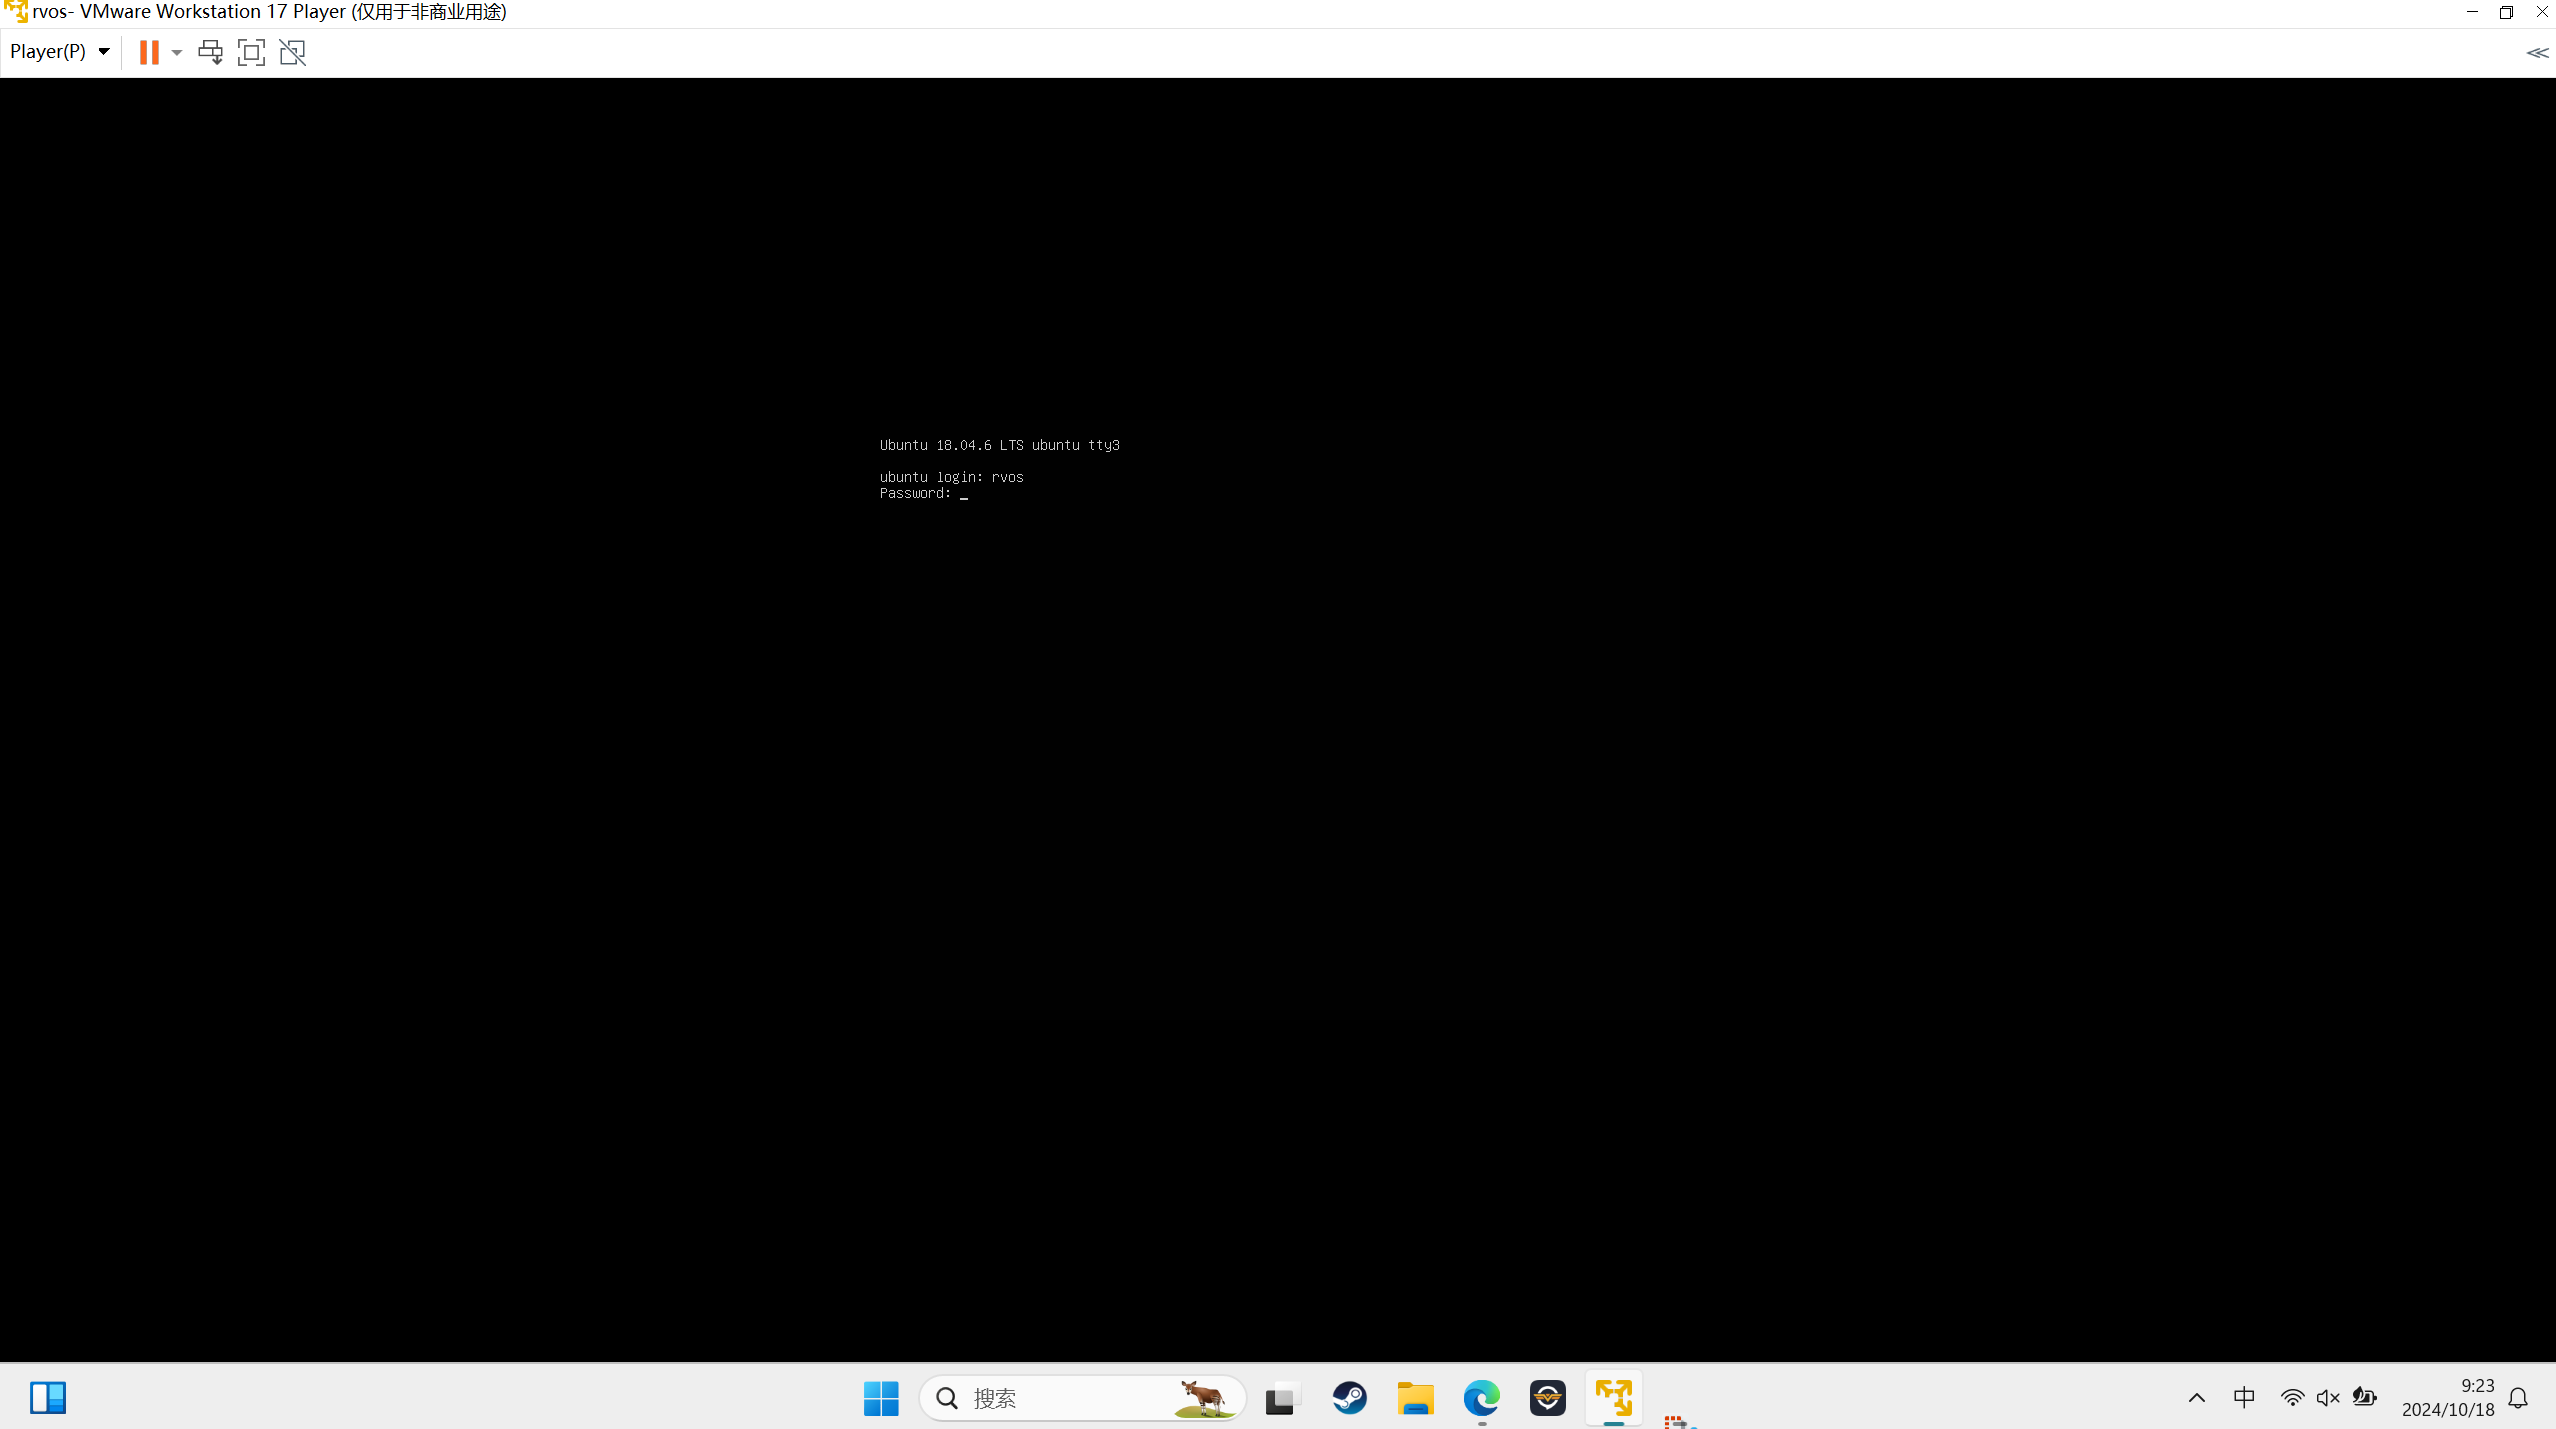 rvos- VMware Workstation 17 Player (仅用于非商业用途)
Player(P)
Ubuntu 18.04.6 LTS ubuntu tty3
ubuntu login: rvos
Password: _
搜索
中
9:23
2024/10/18